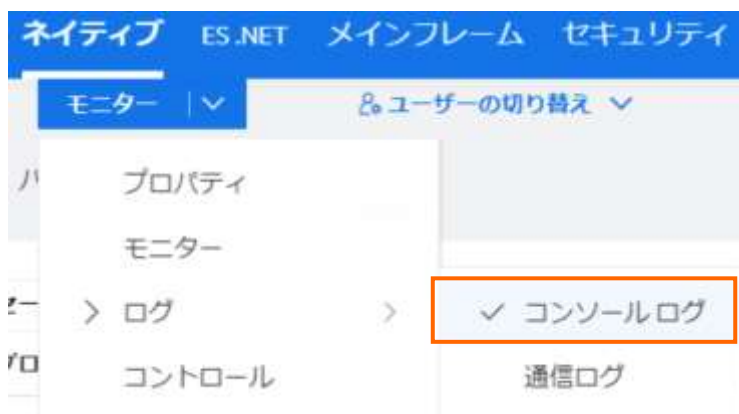 ネイティブ ES .NET メインフレーム セキュリティ
モニター ユーザーの切り替え
プロパティ
モニター
ログ コンソール ログ
コントロール 通信ログ